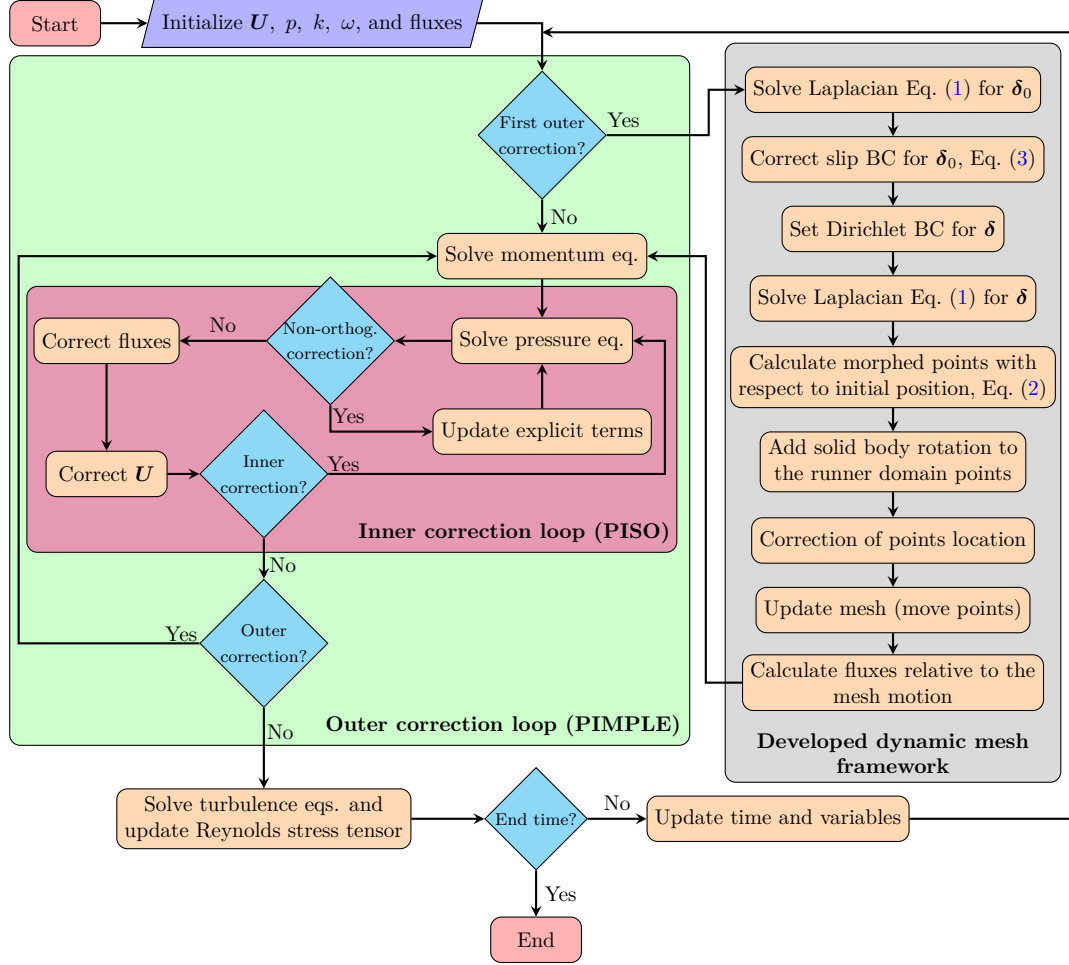 Start
Initialize U, p, k, ω, and fluxes
First outer
correction?
Yes
No
Solve momentum eq.
Non-orthog.
correction?
No
Yes
Solve pressure eq.
Correct fluxes
Update explicit terms
Correct U
Inner
correction?
Yes
No
Inner correction loop (PISO)
Outer
correction?
Yes
No
Outer correction loop (PIMPLE)
Solve Laplacian Eq. (1) for δ₀
Correct slip BC for δ₀, Eq. (3)
Set Dirichlet BC for δ
Solve Laplacian Eq. (1) for δ
Calculate morphed points with
respect to initial position, Eq. (2)
Add solid body rotation to
the runner domain points
Correction of points location
Update mesh (move points)
Calculate fluxes relative to the
mesh motion
Developed dynamic mesh
framework
Solve turbulence eqs. and
update Reynolds stress tensor
End time?
No
Yes
Update time and variables
End